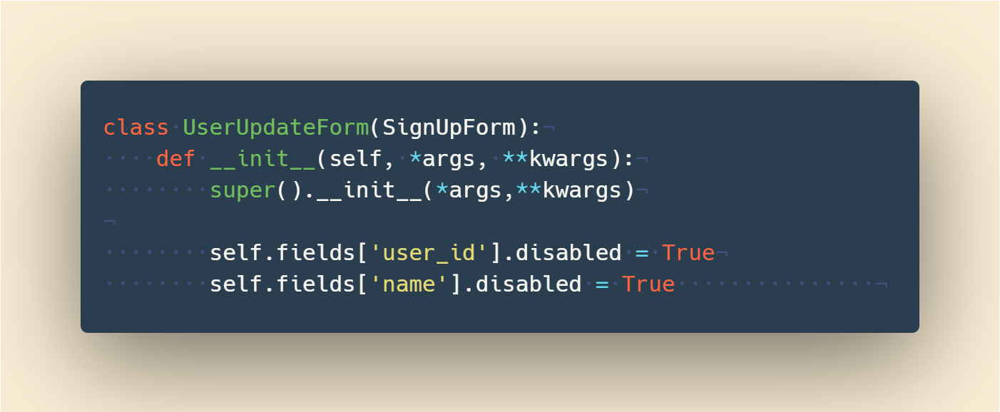 class UserUpdateForm(SignUpForm):
    def __init__(self, *args, **kwargs):
        super().__init__(*args,**kwargs)

        self.fields['user_id'].disabled = True
        self.fields['name'].disabled = True